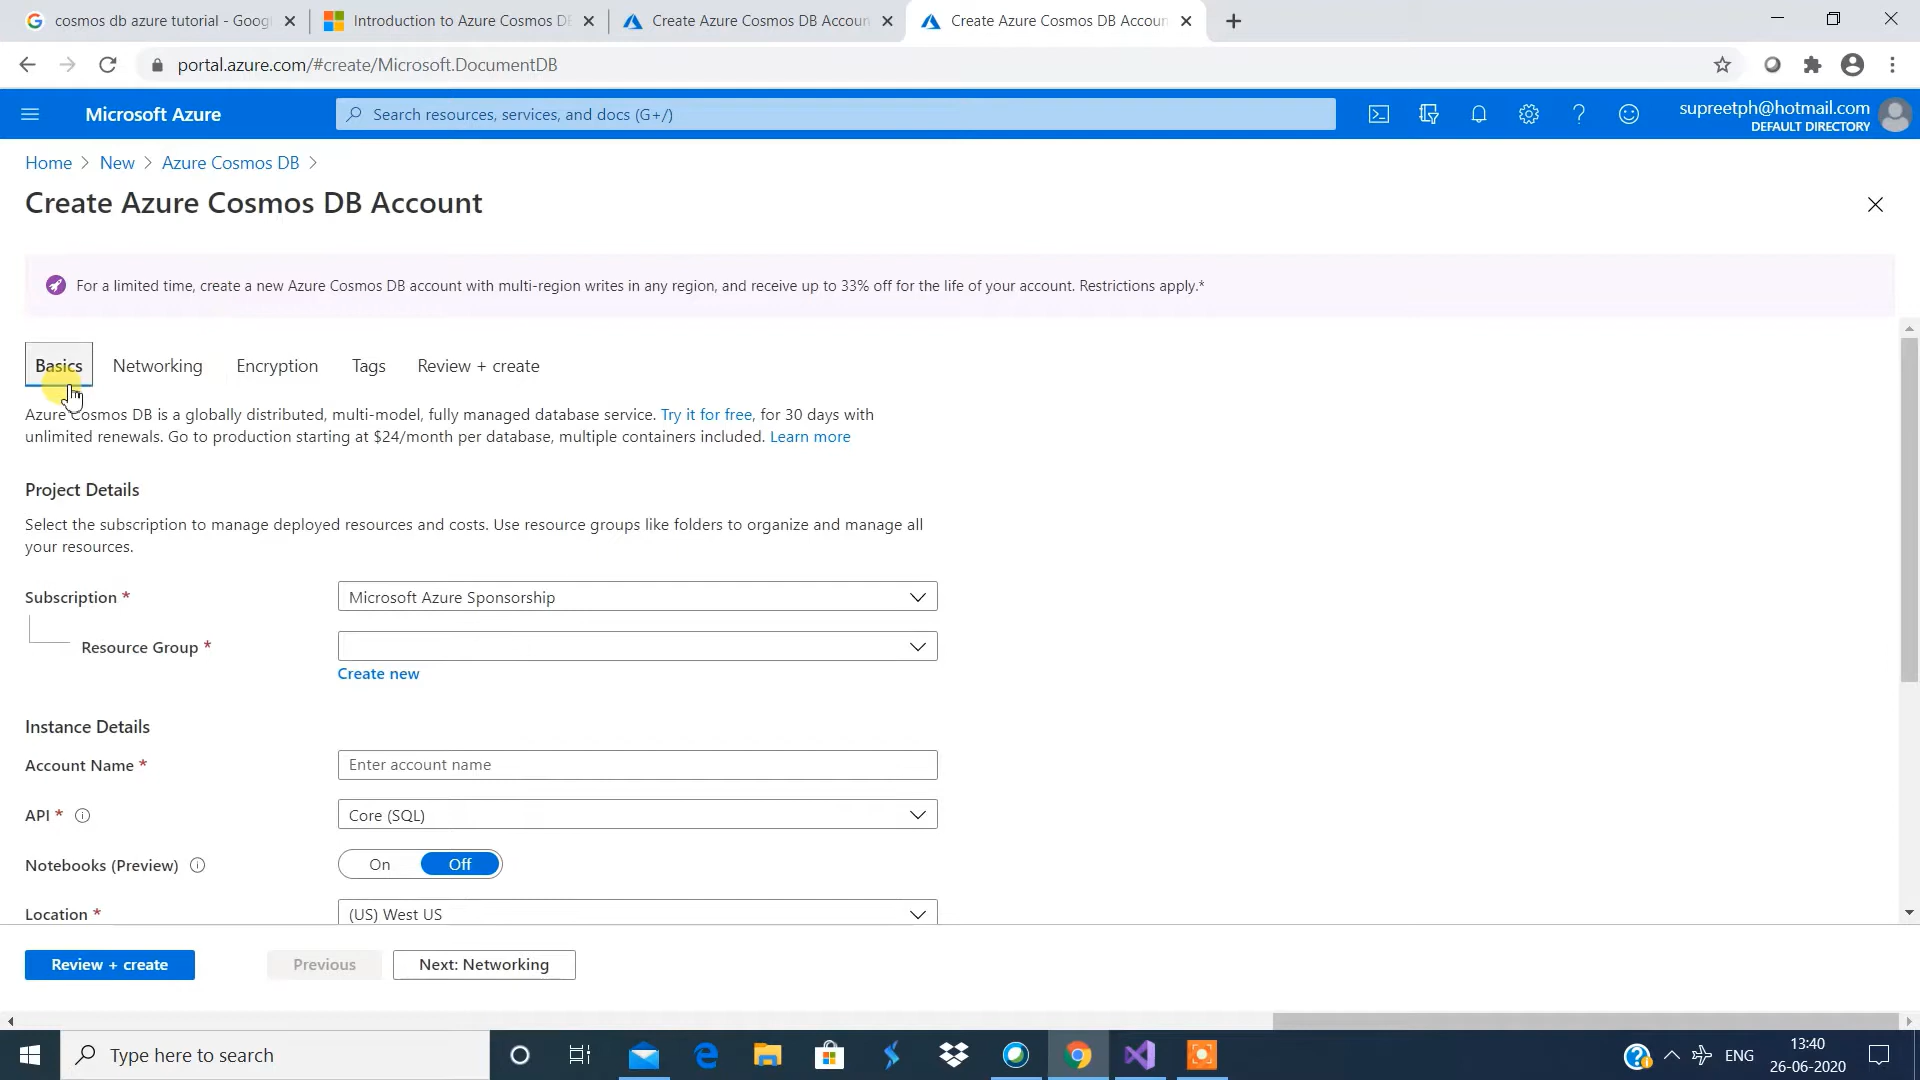 cosmos db azure tutorial - Goog
Introduction to Azure Cosmos D
Create Azure Cosmos DB Accoun
Create Azure Cosmos DB Accoun
portal.azure.com/#create/Microsoft.DocumentDB
Microsoft Azure
Search resources, services, and docs (G+/)
supreetph@hotmail.com
DEFAULT DIRECTORY
Home > New > Azure Cosmos DB >
Create Azure Cosmos DB Account
For a limited time, create a new Azure Cosmos DB account with multi-region writes in any region, and receive up to 33% off for the life of your account. Restrictions apply.*
Basics Networking Encryption Tags Review + create
Azure Cosmos DB is a globally distributed, multi-model, fully managed database service. Try it for free, for 30 days with
unlimited renewals. Go to production starting at $24/month per database, multiple containers included. Learn more
Project Details
Select the subscription to manage deployed resources and costs. Use resource groups like folders to organize and manage all
your resources.
Subscription * Microsoft Azure Sponsorship
Resource Group *
Create new
Instance Details
Account Name * Enter account name
API * Core (SQL)
Notebooks (Preview) On Off
Location * (US) West US
Review + create Previous Next: Networking
Type here to search
ENG
13:40
26-06-2020